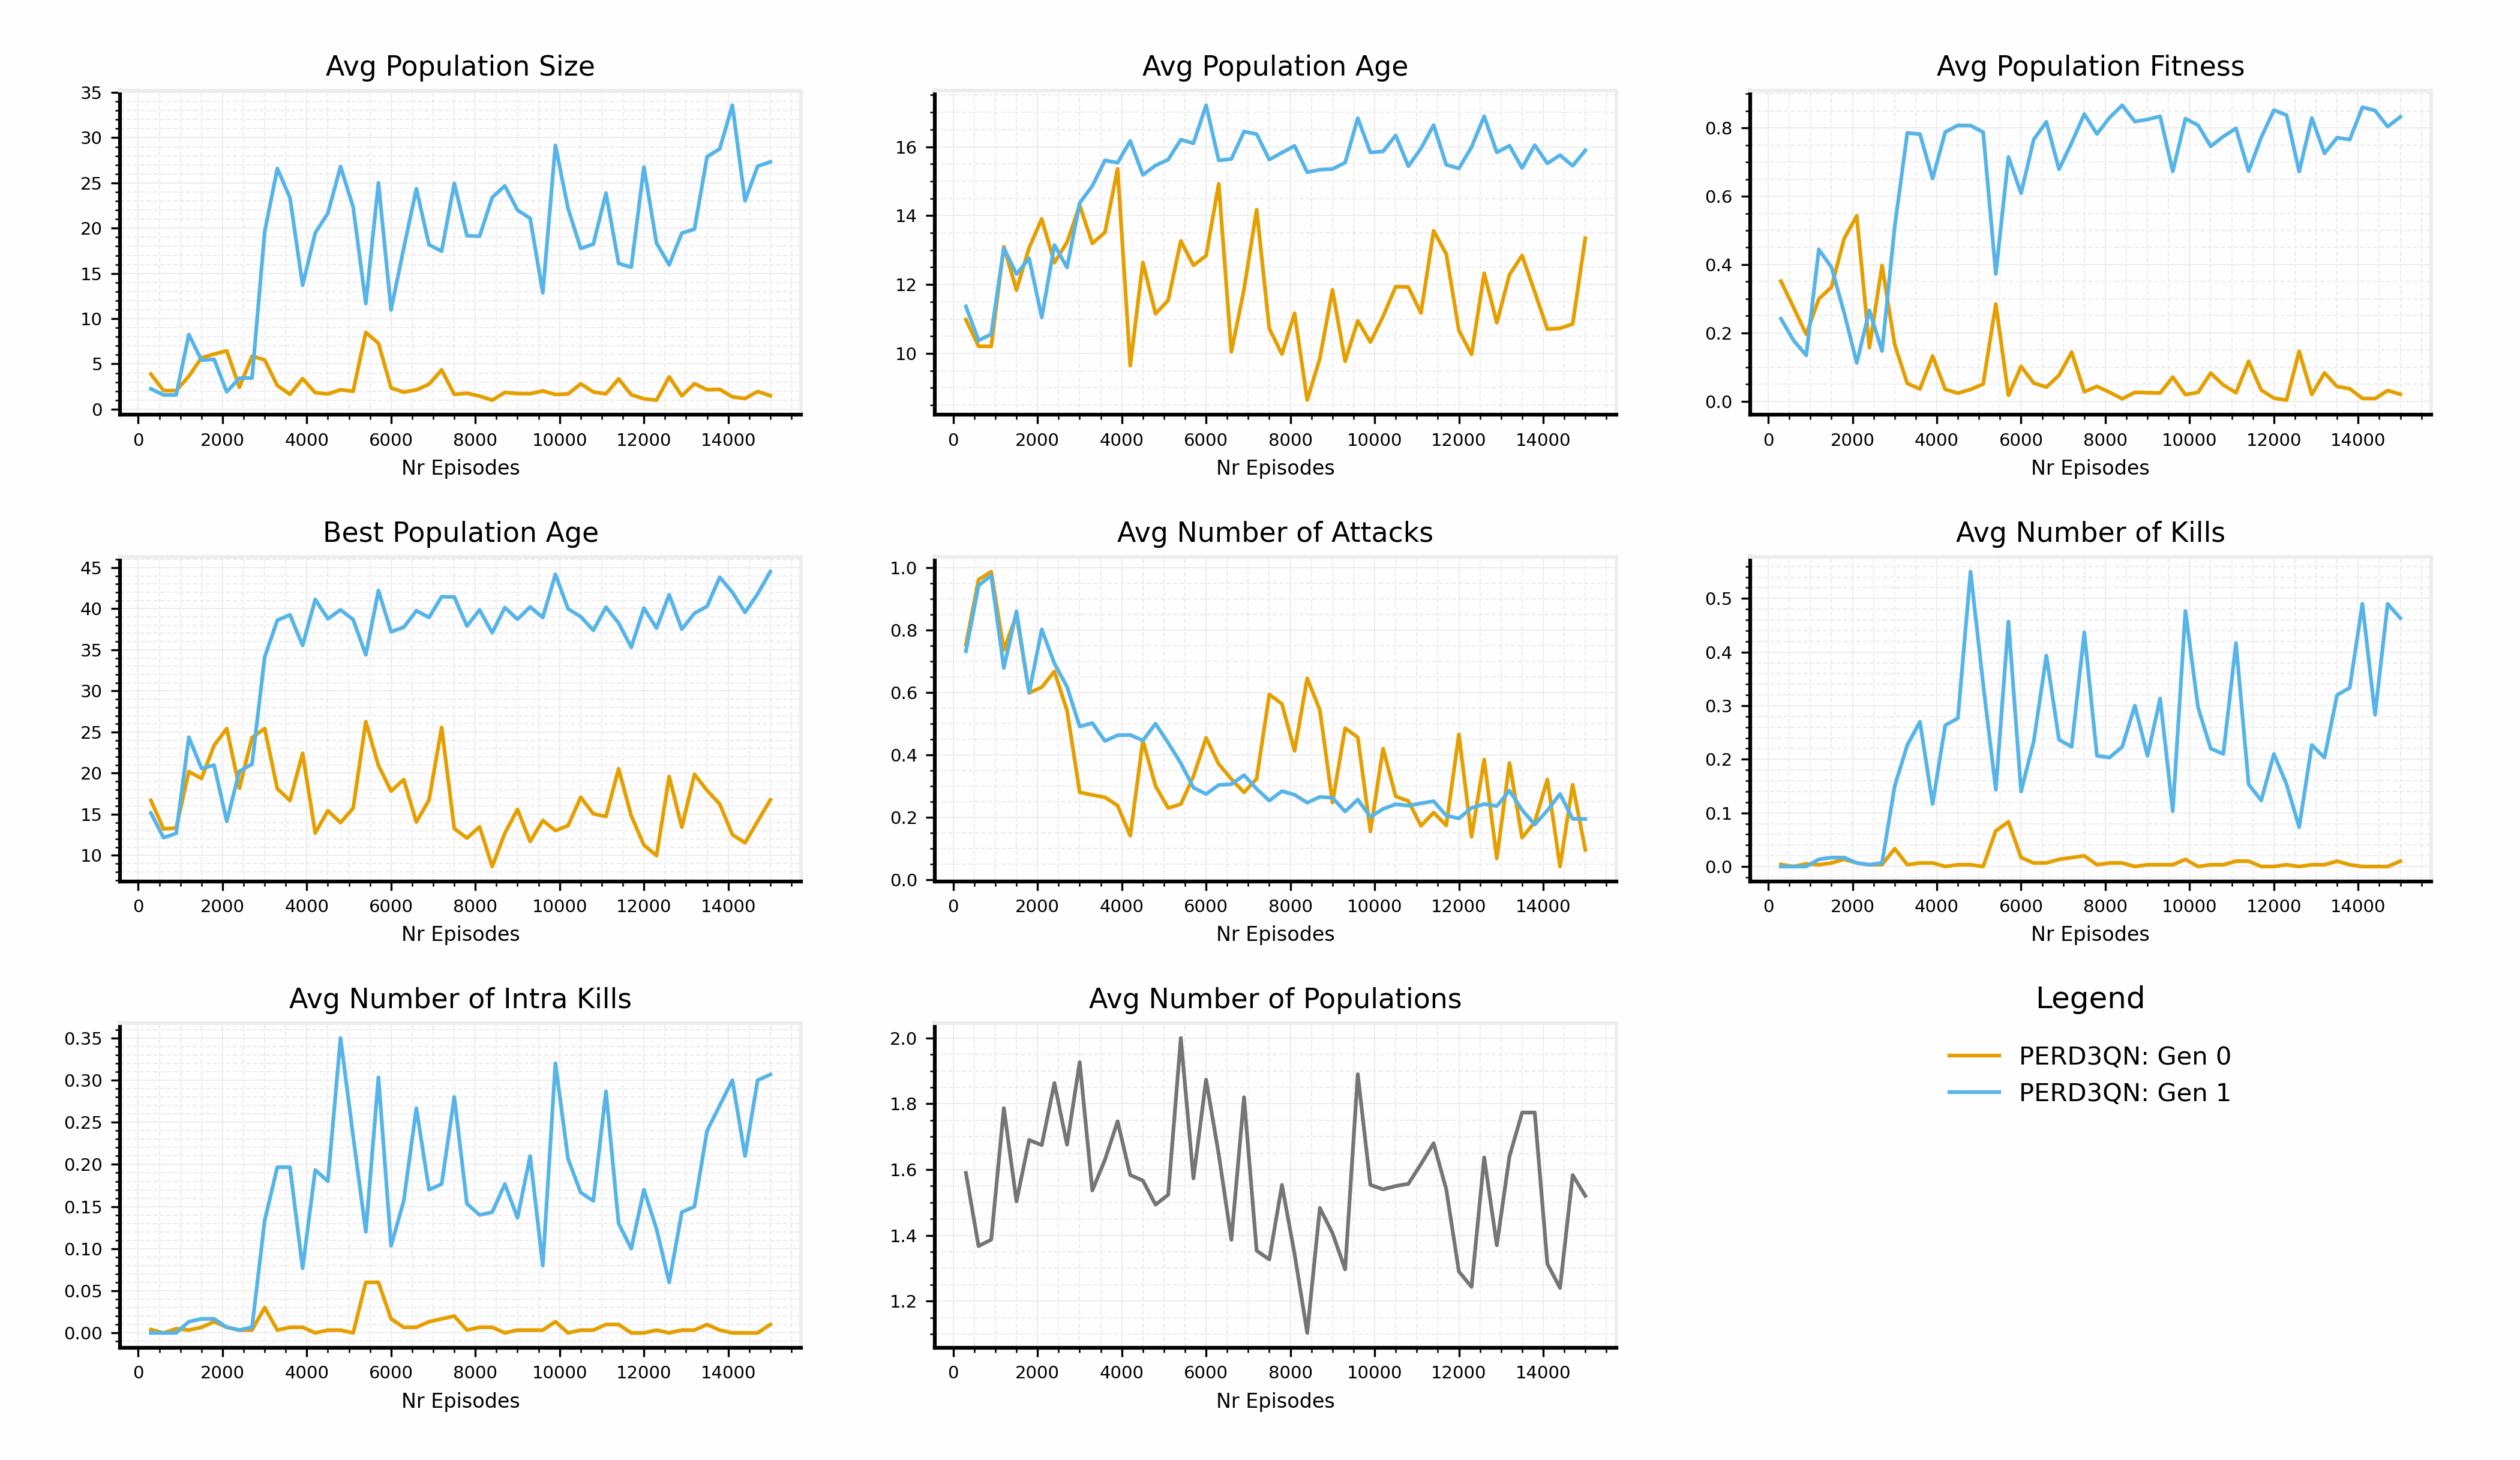 Avg Population Size
35
30
25
20
15
10
5
0
0 2000 4000 6000 8000 10000 12000 14000
Nr Episodes
Avg Population Age
16
14
12
10
0 2000 4000 6000 8000 10000 12000 14000
Nr Episodes
Avg Population Fitness
0.8
0.6
0.4
0.2
0.0
0 2000 4000 6000 8000 10000 12000 14000
Nr Episodes
Best Population Age
45
40
35
30
25
20
15
10
0 2000 4000 6000 8000 10000 12000 14000
Nr Episodes
Avg Number of Attacks
1.0
0.8
0.6
0.4
0.2
0.0
0 2000 4000 6000 8000 10000 12000 14000
Nr Episodes
Avg Number of Kills
0.5
0.4
0.3
0.2
0.1
0.0
0 2000 4000 6000 8000 10000 12000 14000
Nr Episodes
Avg Number of Intra Kills
0.35
0.30
0.25
0.20
0.15
0.10
0.05
0.00
0 2000 4000 6000 8000 10000 12000 14000
Nr Episodes
Avg Number of Populations
2.0
1.8
1.6
1.4
1.2
0 2000 4000 6000 8000 10000 12000 14000
Nr Episodes
Legend
PERD3QN: Gen 0
PERD3QN: Gen 1